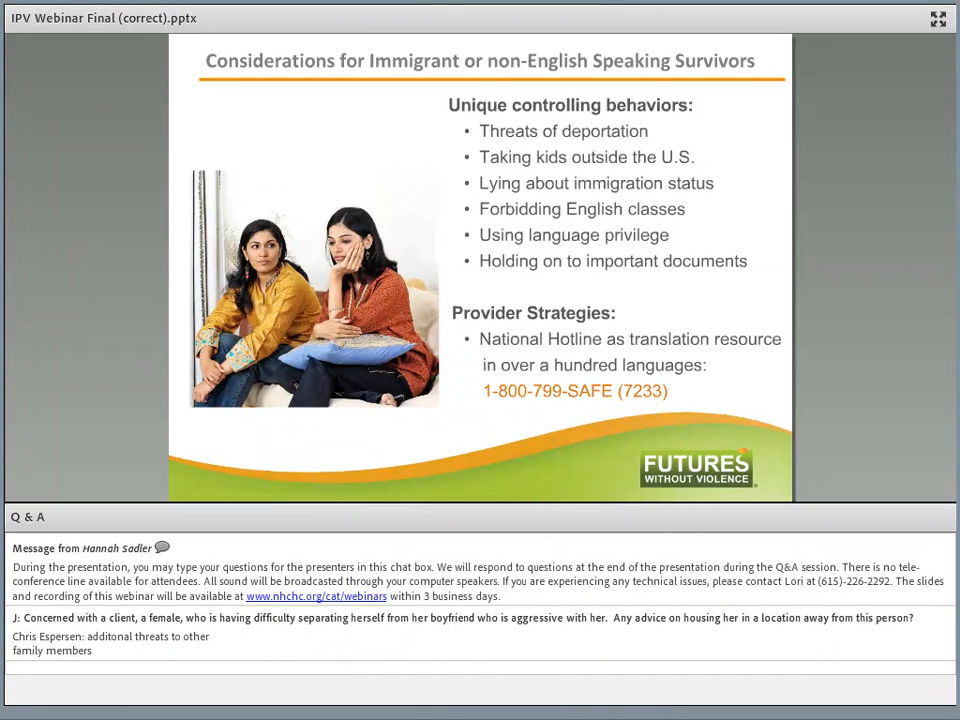 IPV Webinar Final (correct).pptx
Considerations for Immigrant or non-English Speaking Survivors
Unique controlling behaviors:
• Threats of deportation
• Taking kids outside the U.S.
• Lying about immigration status
• Forbidding English classes
• Using language privilege
• Holding on to important documents
Provider Strategies:
• National Hotline as translation resource
in over a hundred languages:
1-800-799-SAFE (7233)
FUTURES
WITHOUT VIOLENCE
Q & A
Message from Hannah Sadler
During the presentation, you may type your questions for the presenters in this chat box. We will respond to questions at the end of the presentation during the Q&A session. There is no tele-
conference line available for attendees. All sound will be broadcasted through your computer speakers. If you are experiencing any technical issues, please contact Lori at (615)-226-2292. The slides
and recording of this webinar will be available at www.nhchc.org/cat/webinars within 3 business days.
J: Concerned with a client, a female, who is having difficulty separating herself from her boyfriend who is aggressive with her.  Any advice on housing her in a location away from this person?
Chris Espersen: additonal threats to other
family members